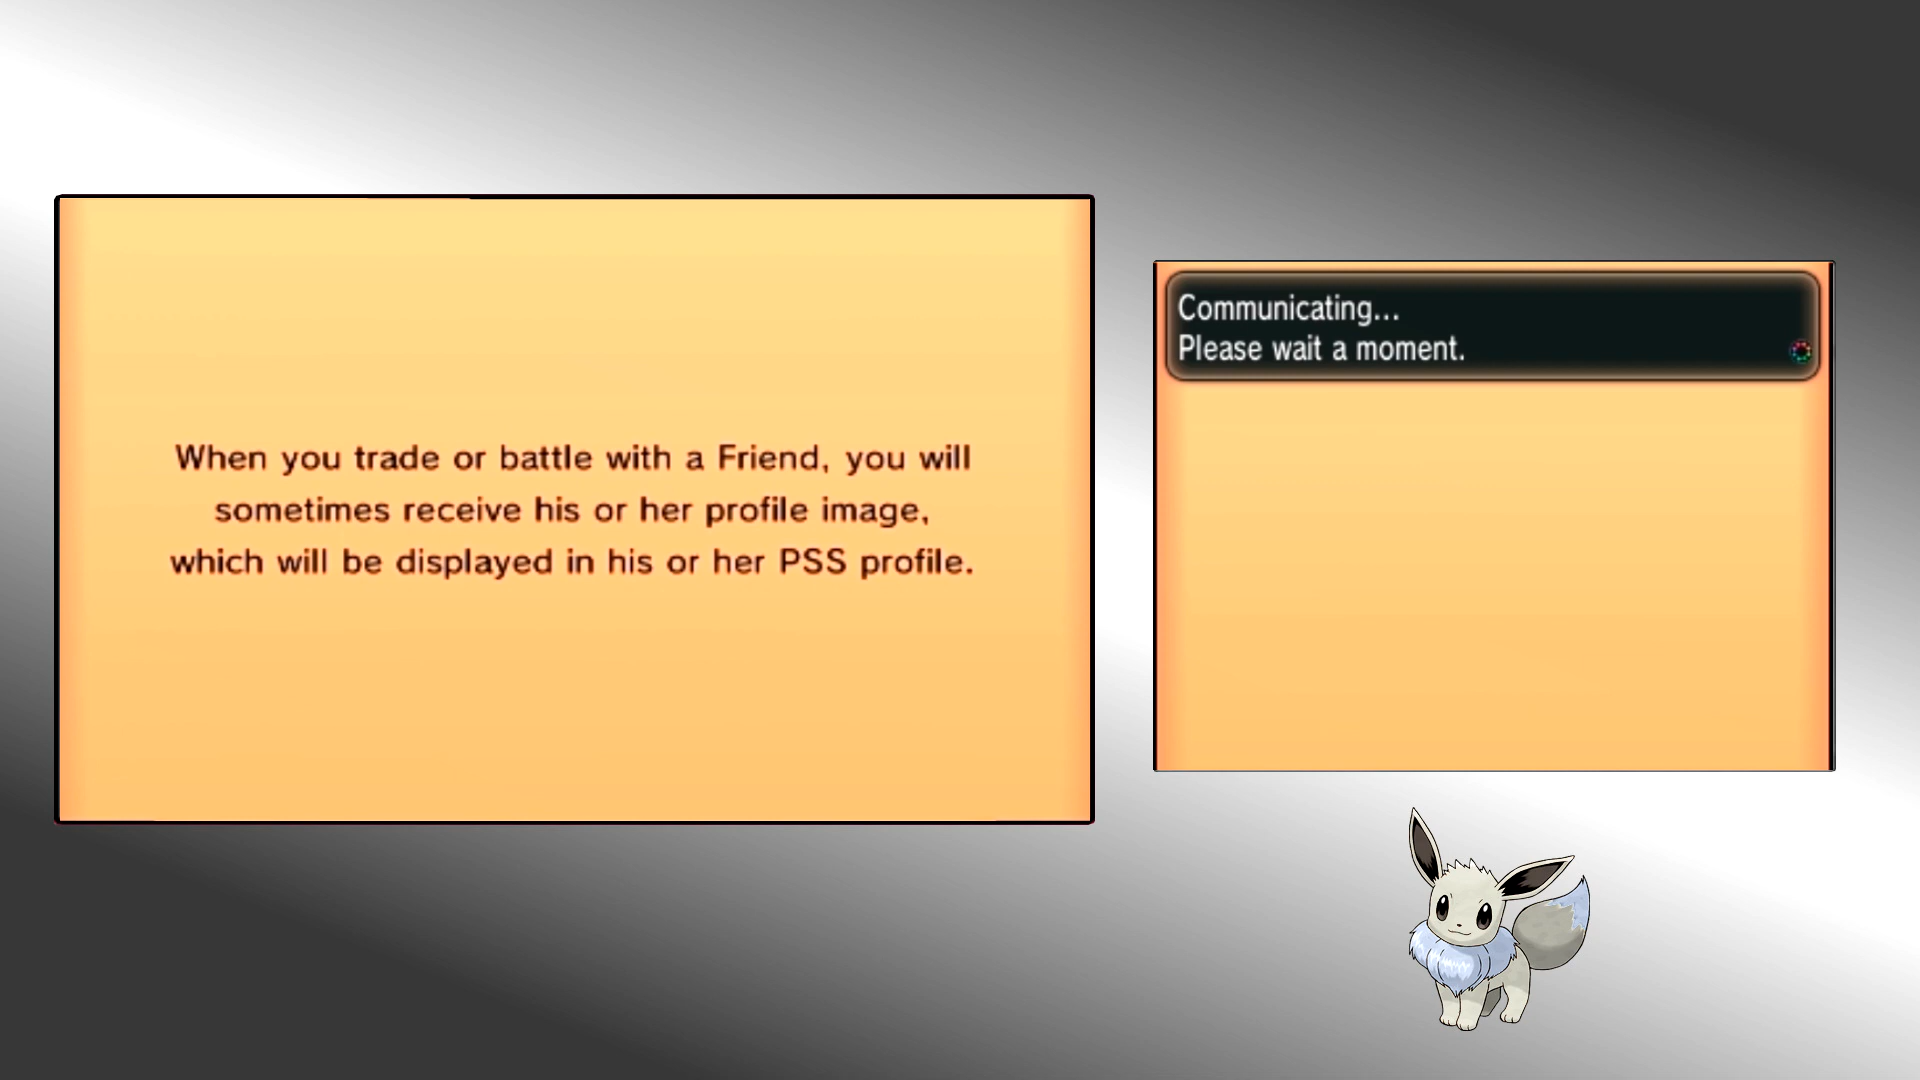 When you trade or battle with a Friend, you will
sometimes receive his or her profile image,
which will be displayed in his or her PSS profile.
Communicating...
Please wait a moment.